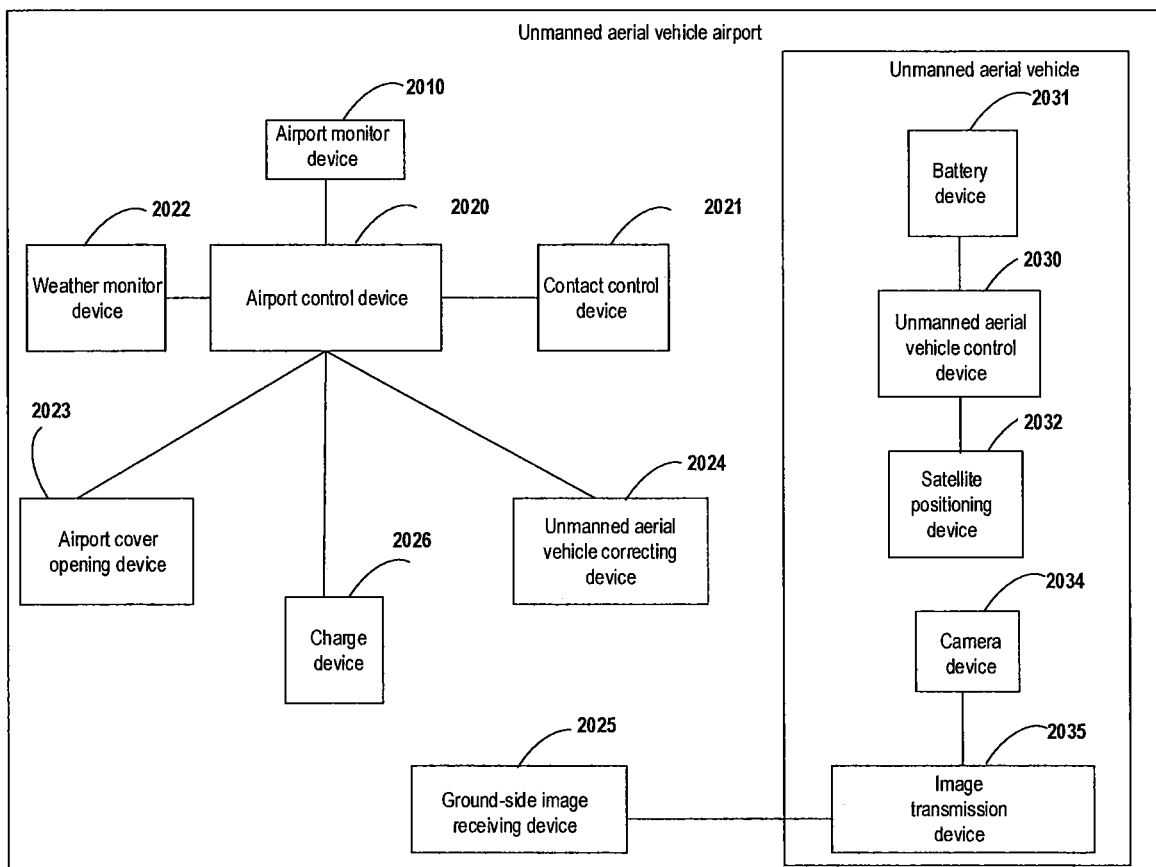 Unmanned aerial vehicle airport
Unmanned aerial vehicle
2010
Airport monitor
device
2031
Battery
device
2022
2020
2021
Weather monitor
device
Airport control device
Contact control
device
2030
Unmanned aerial
vehicle control
device
2023
2024
2032
Airport cover
opening device
Unmanned aerial
vehicle correcting
device
Satellite
positioning
device
2026
Charge
device
2034
Camera
device
2025
Ground-side image
receiving device
2035
Image
transmission
device